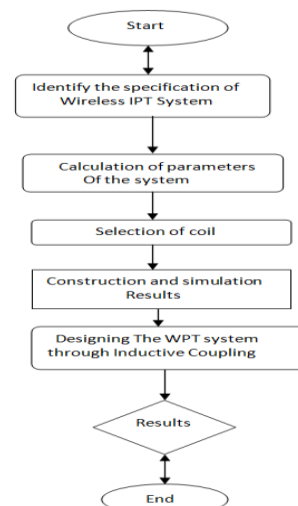 Start
Identify the specification of
Wireless IPT System
Calculation of parameters
Of the system
Selection of coil
Construction and simulation
Results
Designing The WPT system
through Inductive Coupling
Results
End